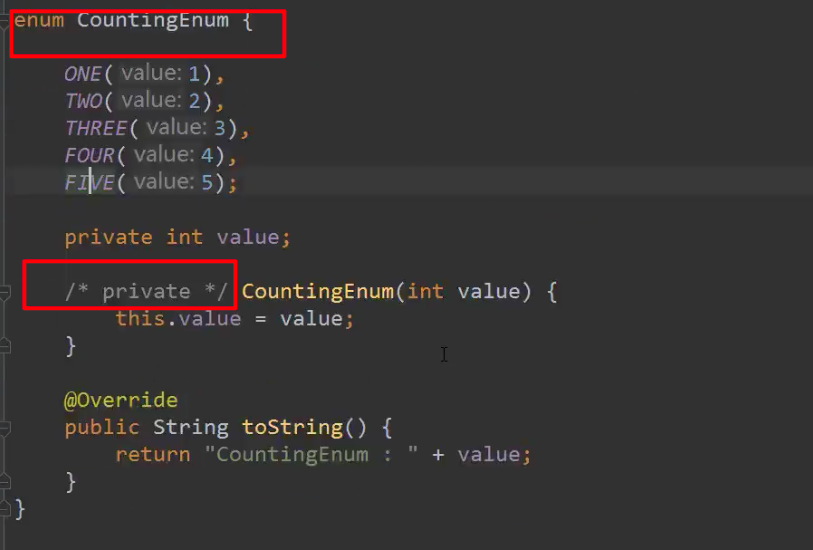 enum CountingEnum {
ONE( value: 1),
TWO( value: 2),
THREE( value: 3),
FOUR( value: 4),
FIVE( value: 5);
private int value;
/* private */ CountingEnum(int value) {
this.value = value;
}
@Override
public String toString() {
return "CountingEnum : " + value;
}
}